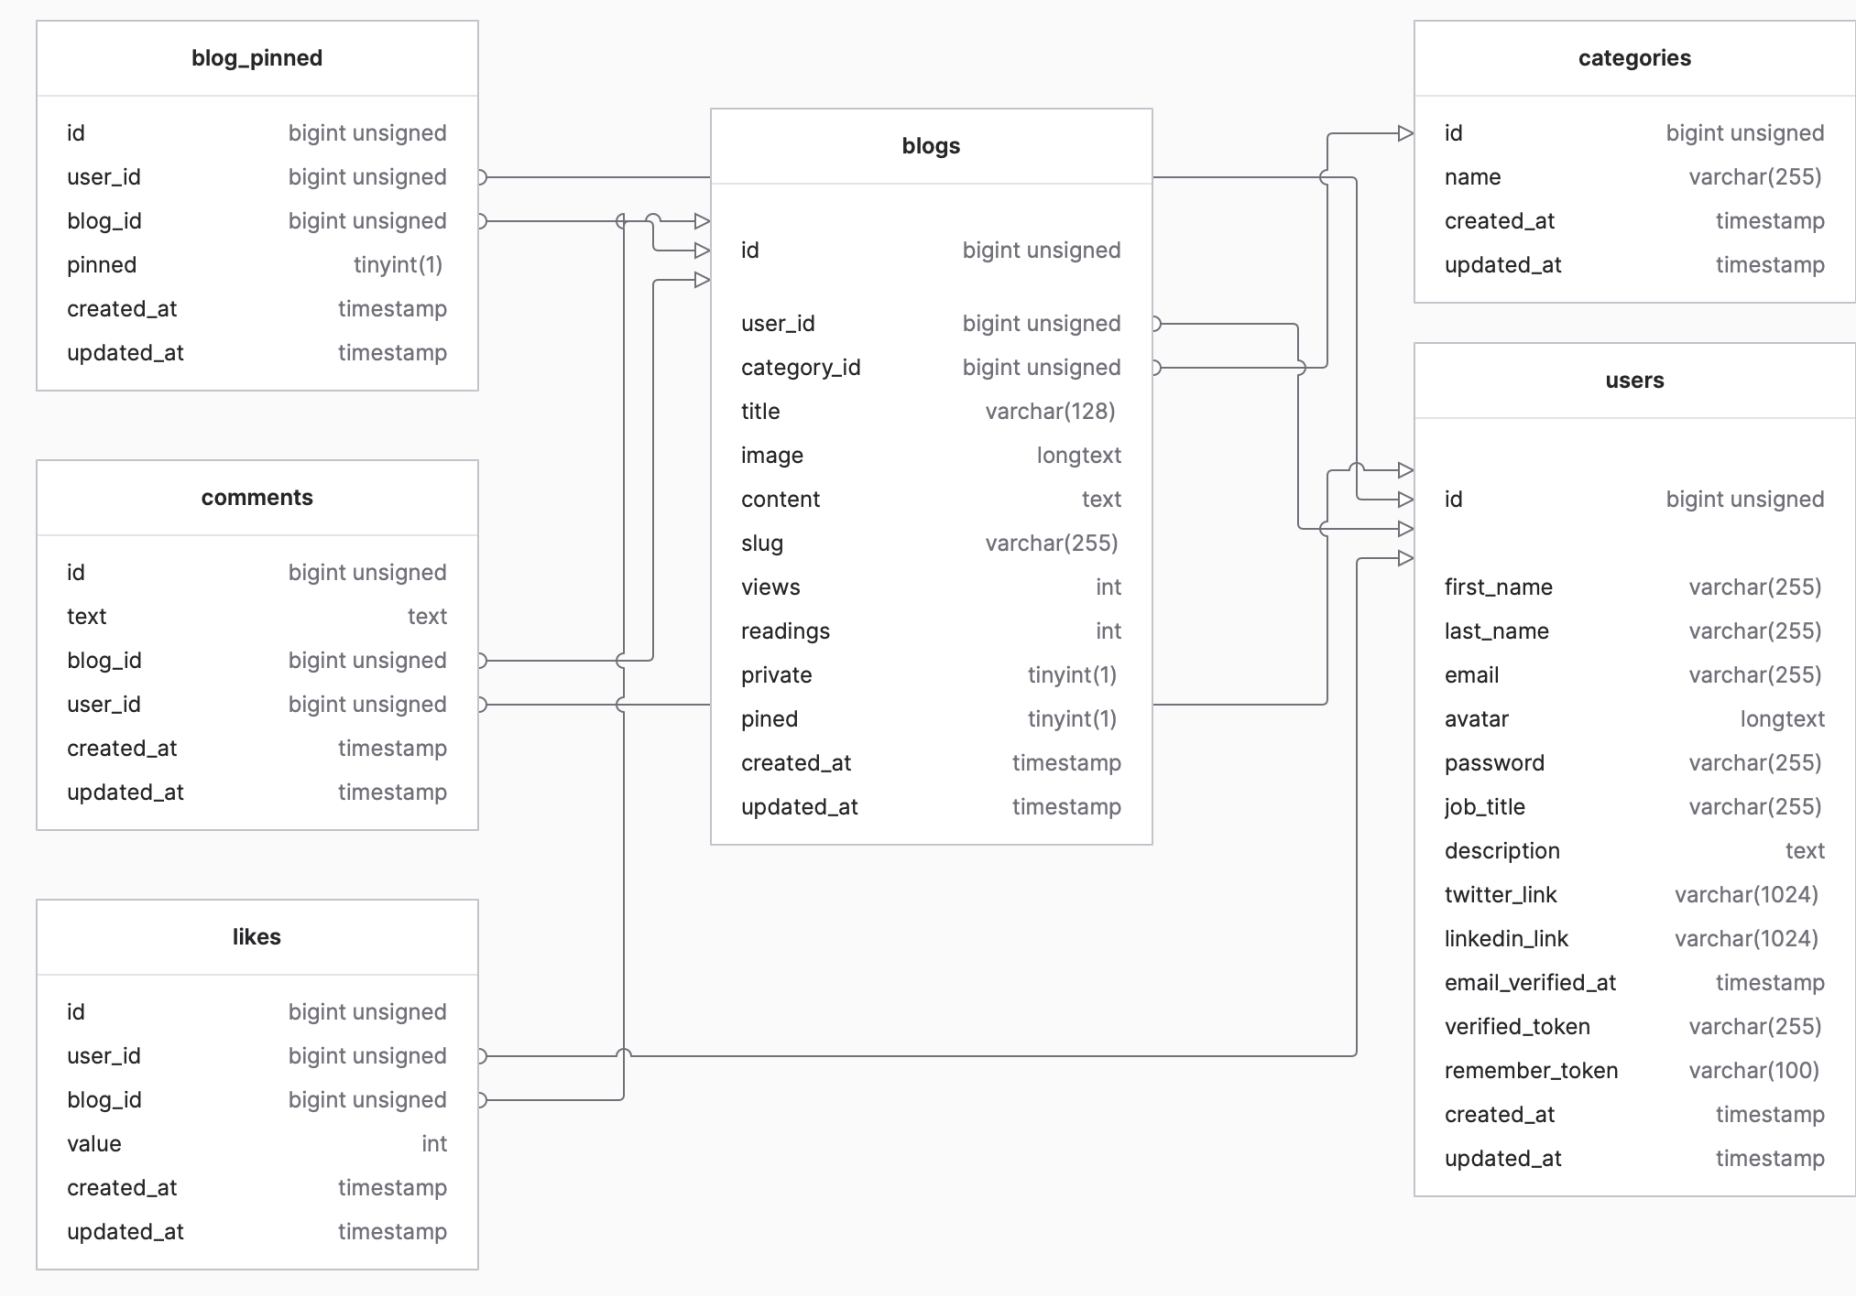 blog_pinned
id bigint unsigned
user_id bigint unsigned
blog_id bigint unsigned
pinned tinyint(1)
created_at timestamp
updated_at timestamp
comments
id bigint unsigned
text text
blog_id bigint unsigned
user_id bigint unsigned
created_at timestamp
updated_at timestamp
likes
id bigint unsigned
user_id bigint unsigned
blog_id bigint unsigned
value int
created_at timestamp
updated_at timestamp
blogs
id bigint unsigned
user_id bigint unsigned
category_id bigint unsigned
title varchar(128)
image longtext
content text
slug varchar(255)
views int
readings int
private tinyint(1)
pined tinyint(1)
created_at timestamp
updated_at timestamp
categories
id bigint unsigned
name varchar(255)
created_at timestamp
updated_at timestamp
users
id bigint unsigned
first_name varchar(255)
last_name varchar(255)
email varchar(255)
avatar longtext
password varchar(255)
job_title varchar(255)
description text
twitter_link varchar(1024)
linkedin_link varchar(1024)
email_verified_at timestamp
verified_token varchar(255)
remember_token varchar(100)
created_at timestamp
updated_at timestamp